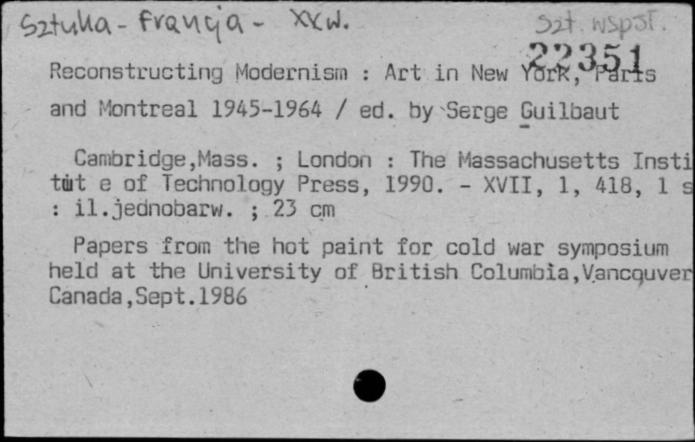 Sztuka - Francja - XXw.
szt. współ.
22351
Reconstructing Modernism : Art in New York, Paris
and Montreal 1945-1964 / ed. by Serge Guilbaut
Cambridge,Mass. ; London : The Massachusetts Insti
tut e of Technology Press, 1990. - XVII, 1, 418, 1 s
: il.jednobarw. ; 23 cm
Papers from the hot paint for cold war symposium
held at the University of British Columbia,Vancouver
Canada,Sept.1986